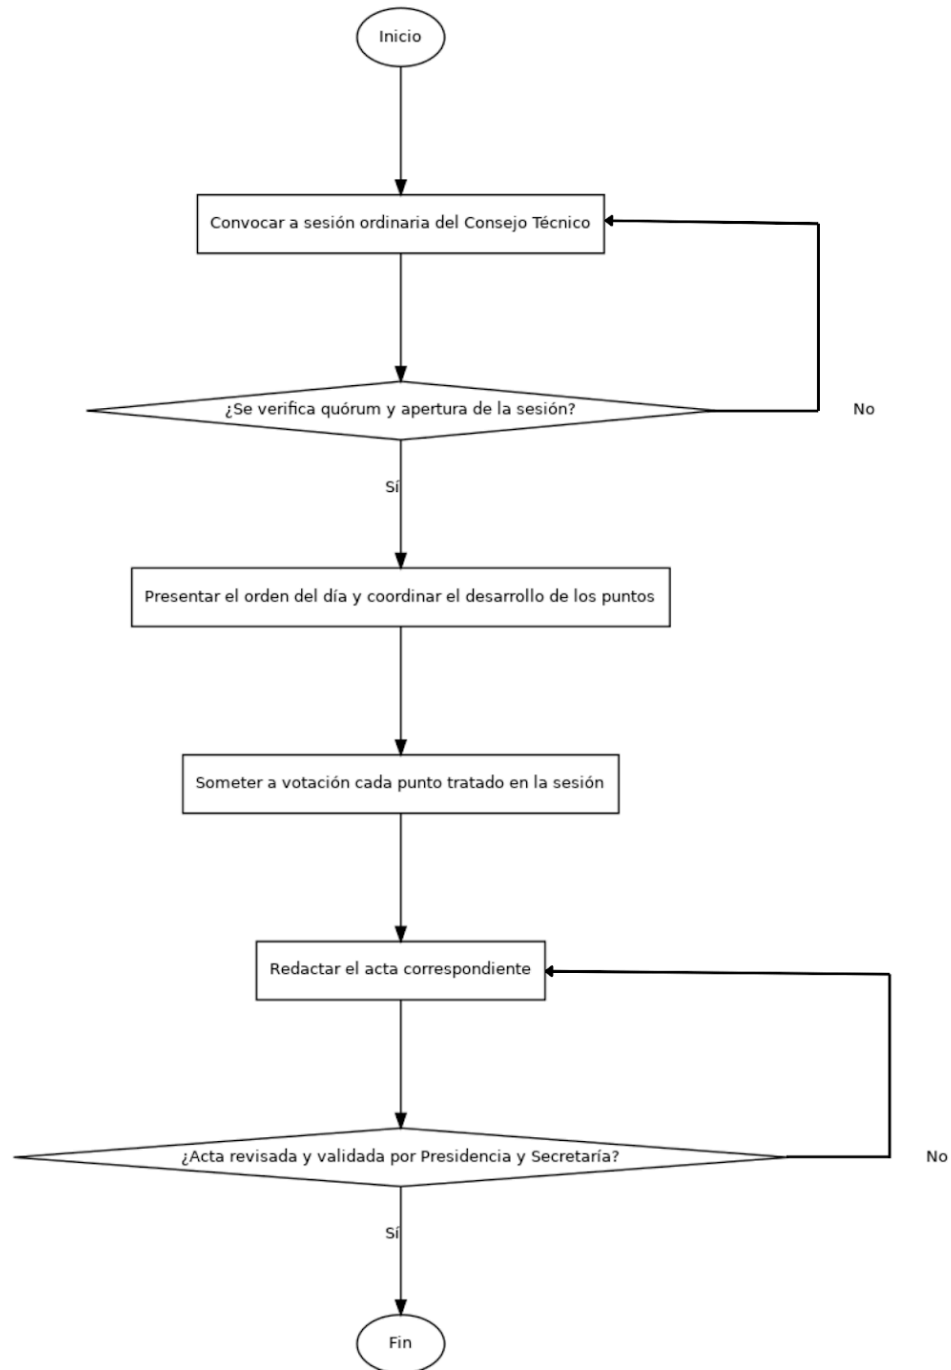 Inicio
Convocar a sesión ordinaria del Consejo Técnico
¿Se verifica quórum y apertura de la sesión?
No
Sí
Presentar el orden del día y coordinar el desarrollo de los puntos
Someter a votación cada punto tratado en la sesión
Redactar el acta correspondiente
¿Acta revisada y validada por Presidencia y Secretaría?
No
Sí
Fin